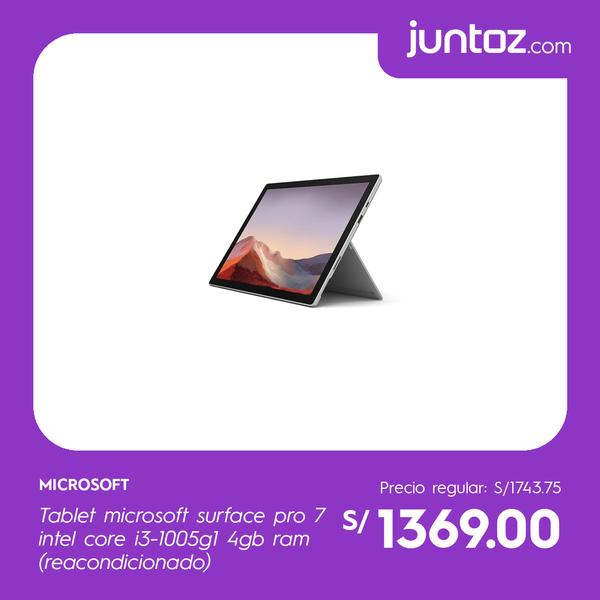 juntoz.com
MICROSOFT
Tablet microsoft surface pro 7
intel core i3-1005g1 4gb ram
(reacondicionado)
Precio regular: S/1743.75
S/1369.00